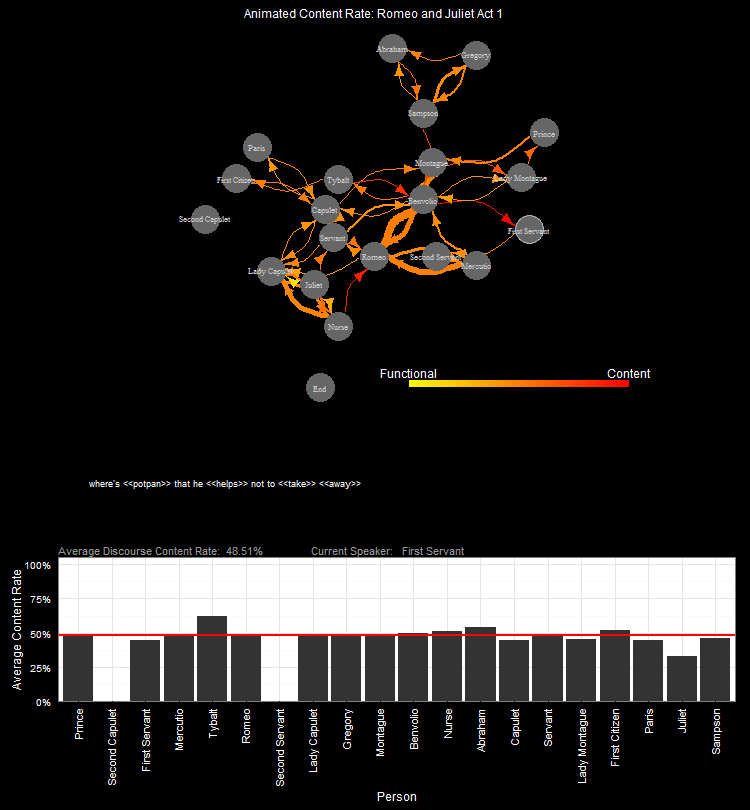 Animated Content Rate: Romeo and Juliet Act 1
Abraham
Gregory
Sampson
Prince
Paris
Montague
First Citizen
Tybalt
Lady Montague
Benvolio
Capulet
Second Capulet
First Servant
Servant
Romeo
Second Servant
Mercutio
Lady Capulet
Juliet
Nurse
Functional Content
End
where's <<potpan>> that he <<helps>> not to <<take>> <<away>>
Average Discourse Content Rate: 48.51% Current Speaker: First Servant
100%
75%
50%
25%
0%
Average Content Rate
Prince
Second Capulet
First Servant
Mercutio
Tybalt
Romeo
Second Servant
Lady Capulet
Gregory
Montague
Benvolio
Nurse
Abraham
Capulet
Servant
Lady Montague
First Citizen
Paris
Juliet
Sampson
Person